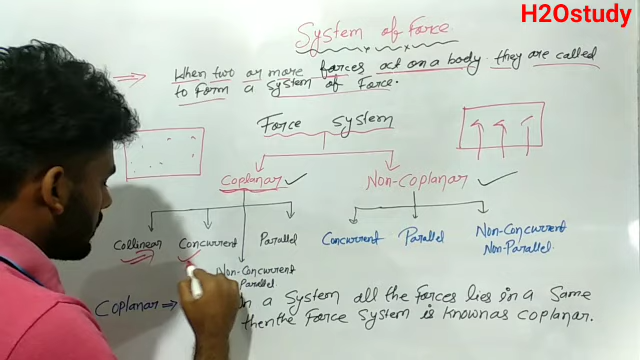 H2Ostudy
System of Force
When two or more forces act on a body they are called
to form a system of Force.
Force System
Coplanar
Non-Coplanar
Collinear
Concurrent
Parallel
Concurrent
Parallel
Non-Concurrent
Non-Parallel
Non-Concurrent
Parallel
Coplanar ⇒ In a System all the forces lies in a Same
then the Force System is known as coplanar.